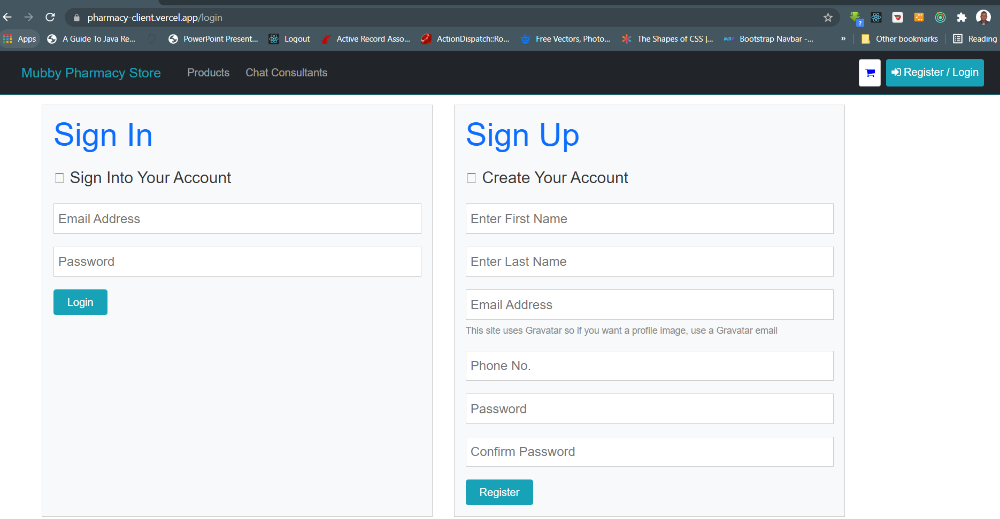 pharmacy-client.vercel.app/login
?
Apps A Guide To Java Re... PowerPoint Present... Logout Active Record Asso... ActionDispatch::Ro... Free Vectors, Photo... The Shapes of CSS |... MDB Bootstrap Navbar -... » Other bookmarks Reading
Mubby Pharmacy Store Products Chat Consultants Register / Login
Sign In
Sign Into Your Account
Email Address
Password
Login
Sign Up
Create Your Account
Enter First Name
Enter Last Name
Email Address
This site uses Gravatar so if you want a profile image, use a Gravatar email
Phone No.
Password
Confirm Password
Register